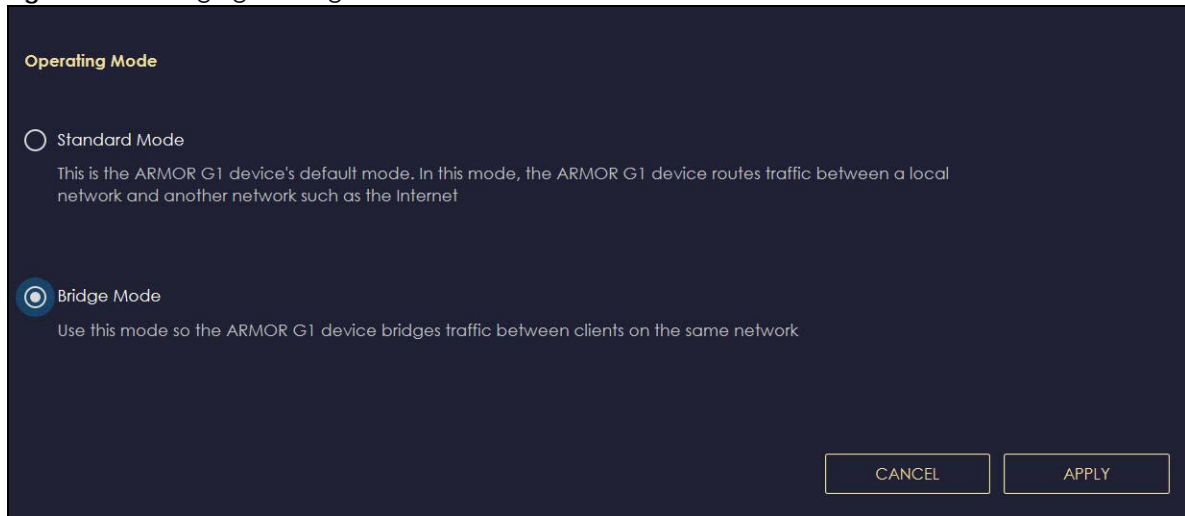 Operating Mode
Standard Mode
This is the ARMOR G1 device's default mode. In this mode, the ARMOR G1 device routes traffic between a local
network and another network such as the Internet
Bridge Mode
Use this mode so the ARMOR G1 device bridges traffic between clients on the same network
CANCEL
APPLY